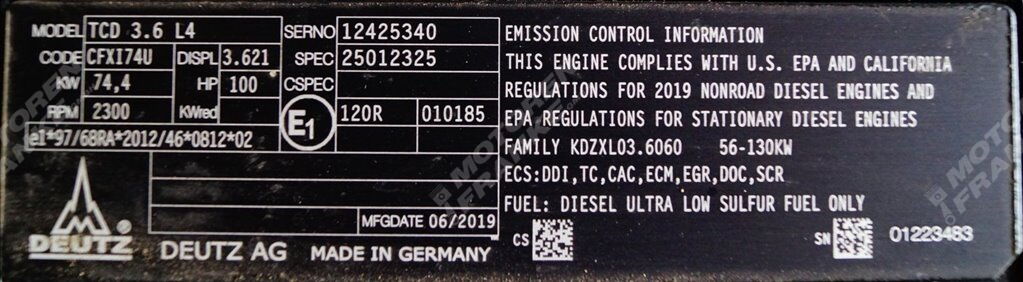 MODEL TCD 3.6 L4
CODE CFXI74U DISPL 3.621
KW 74,4 HP 100
RPM 2300 KWred
e1*97/68RA*2012/46*0812*02
SERNO 12425340
SPEC 25012325
CSPEC
E1 120R 010185
MFGDATE 06/2019
DEUTZ
DEUTZ AG MADE IN GERMANY
EMISSION CONTROL INFORMATION
THIS ENGINE COMPLIES WITH U.S. EPA AND CALIFORNIA
REGULATIONS FOR 2019 NONROAD DIESEL ENGINES AND
EPA REGULATIONS FOR STATIONARY DIESEL ENGINES
FAMILY KDZXL03.6060 56-130KW
ECS:DDI,TC,CAC,ECM,EGR,DOC,SCR
FUEL: DIESEL ULTRA LOW SULFUR FUEL ONLY
CS SN 01223483
MOTOREN
FRANKE